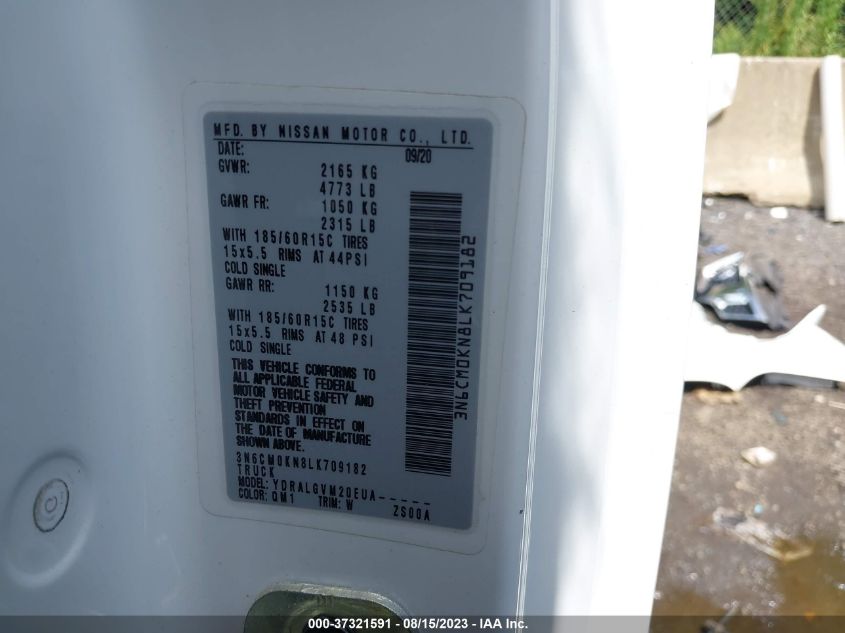 MFD. BY NISSAN MOTOR CO., LTD.
DATE: 09/20
GVWR: 2165 KG
4773 LB
GAWR FR: 1050 KG
2315 LB
WITH 185/60R15C TIRES
15x5.5 RIMS AT 44PSI
COLD SINGLE
GAWR RR: 1150 KG
2535 LB
WITH 185/60R15C TIRES
15x5.5 RIMS AT 48 PSI
COLD SINGLE
THIS VEHICLE CONFORMS TO
ALL APPLICABLE FEDERAL
MOTOR VEHICLE SAFETY AND
THEFT PREVENTION
STANDARDS IN EFFECT ON
THE DATE OF MANUFACTURE
SHOWN ABOVE.
3N6CM0KN8LK709182
TRUCK
MODEL: YDRALGVM20EUA-----
COLOR: QM1 TRIM: W 2S00A
3N6CM0KN8LK709182
000-37321591 - 08/15/2023 - IAA Inc.